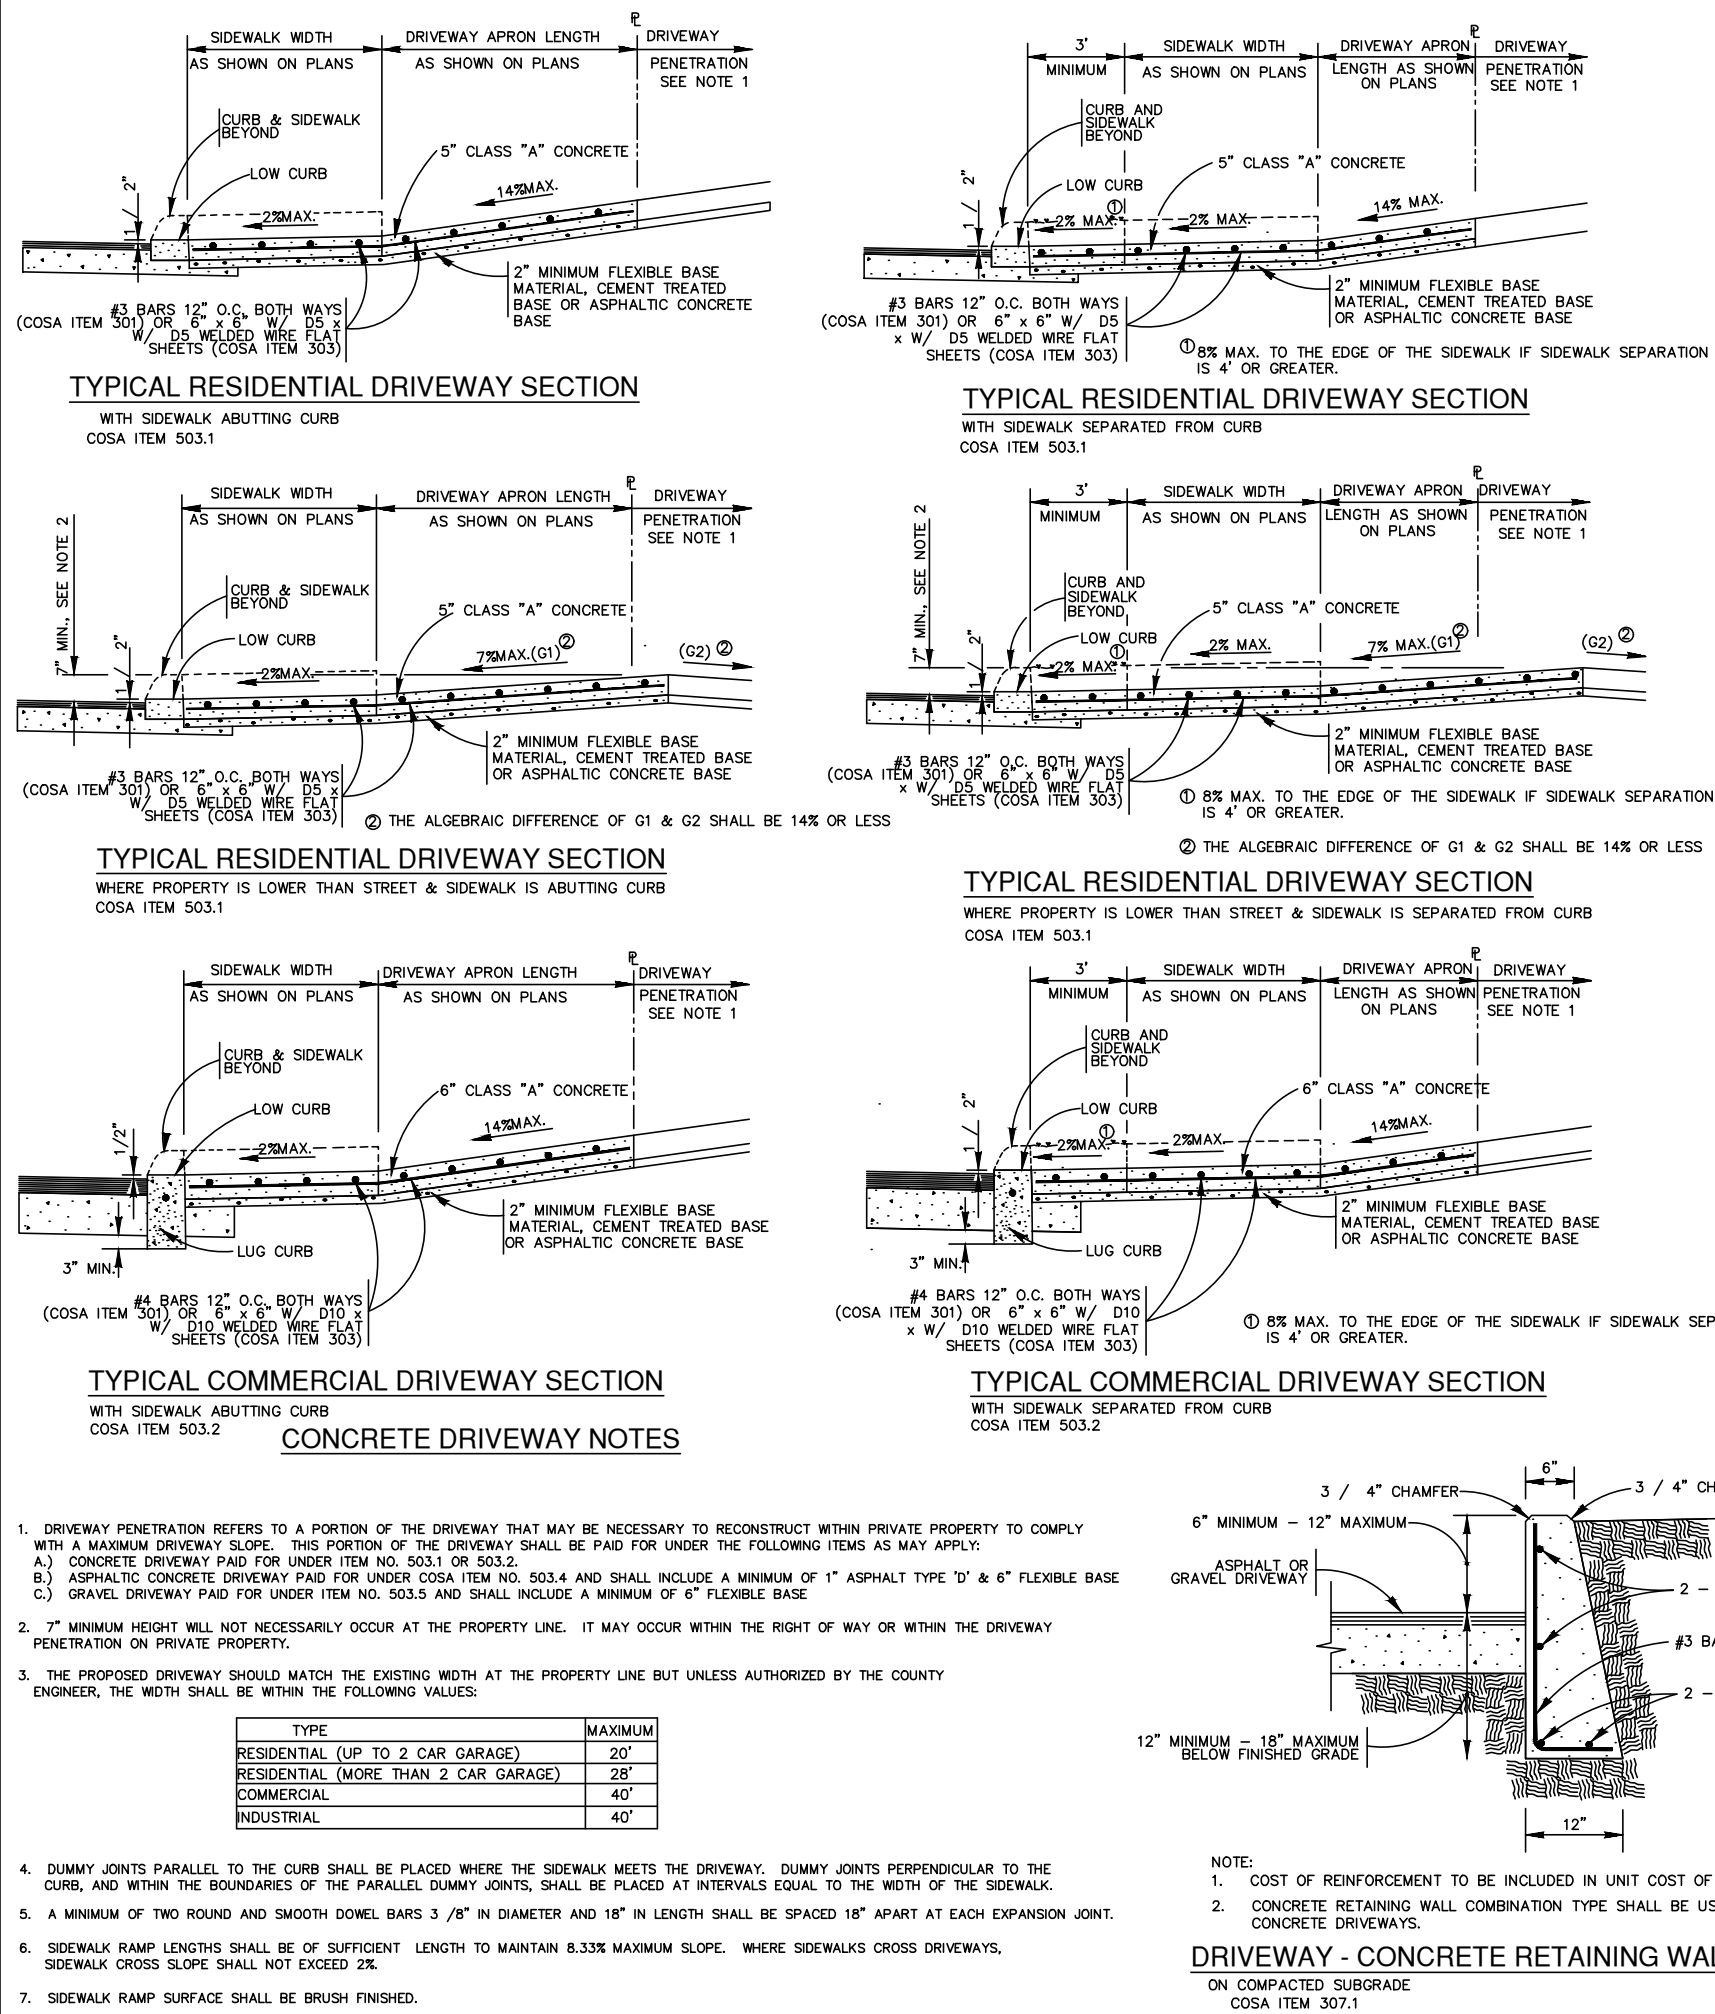 SIDEWALK WIDTH
AS SHOWN ON PLANS
DRIVEWAY APRON LENGTH
AS SHOWN ON PLANS
PL
DRIVEWAY
PENETRATION
SEE NOTE 1
CURB & SIDEWALK
BEYOND
LOW CURB
5" CLASS "A" CONCRETE
14%MAX.
2%MAX.
1 / 2"
2" MINIMUM FLEXIBLE BASE
MATERIAL, CEMENT TREATED
BASE OR ASPHALTIC CONCRETE
BASE
#3 BARS 12" O.C. BOTH WAYS
(COSA ITEM 301) OR 6" x 6" W/ D5 x
W/ D5 WELDED WIRE FLAT
SHEETS (COSA ITEM 303)
TYPICAL RESIDENTIAL DRIVEWAY SECTION
WITH SIDEWALK ABUTTING CURB
COSA ITEM 503.1
3'
MINIMUM
SIDEWALK WIDTH
AS SHOWN ON PLANS
DRIVEWAY APRON
LENGTH AS SHOWN
ON PLANS
PL
DRIVEWAY
PENETRATION
SEE NOTE 1
CURB AND
SIDEWALK
BEYOND
LOW CURB
5" CLASS "A" CONCRETE
1 / 2"
2% MAX. ①
2% MAX.
14% MAX.
2" MINIMUM FLEXIBLE BASE
MATERIAL, CEMENT TREATED BASE
OR ASPHALTIC CONCRETE BASE
#3 BARS 12" O.C. BOTH WAYS
(COSA ITEM 301) OR 6" x 6" W/ D5
x W/ D5 WELDED WIRE FLAT
SHEETS (COSA ITEM 303)
① 8% MAX. TO THE EDGE OF THE SIDEWALK IF SIDEWALK SEPARATION
IS 4' OR GREATER.
TYPICAL RESIDENTIAL DRIVEWAY SECTION
WITH SIDEWALK SEPARATED FROM CURB
COSA ITEM 503.1
SIDEWALK WIDTH
AS SHOWN ON PLANS
DRIVEWAY APRON LENGTH
AS SHOWN ON PLANS
PL
DRIVEWAY
PENETRATION
SEE NOTE 1
7" MIN., SEE NOTE 2
1 / 2"
CURB & SIDEWALK
BEYOND
LOW CURB
5" CLASS "A" CONCRETE
2%MAX.
7%MAX.(G1) ②
(G2) ②
2" MINIMUM FLEXIBLE BASE
MATERIAL, CEMENT TREATED BASE
OR ASPHALTIC CONCRETE BASE
#3 BARS 12" O.C. BOTH WAYS
(COSA ITEM 301) OR 6" x 6" W/ D5 x
W/ D5 WELDED WIRE FLAT
SHEETS (COSA ITEM 303)
② THE ALGEBRAIC DIFFERENCE OF G1 & G2 SHALL BE 14% OR LESS
TYPICAL RESIDENTIAL DRIVEWAY SECTION
WHERE PROPERTY IS LOWER THAN STREET & SIDEWALK IS ABUTTING CURB
COSA ITEM 503.1
3'
MINIMUM
SIDEWALK WIDTH
AS SHOWN ON PLANS
DRIVEWAY APRON
LENGTH AS SHOWN
ON PLANS
PL
DRIVEWAY
PENETRATION
SEE NOTE 1
7" MIN., SEE NOTE 2
1 / 2"
CURB AND
SIDEWALK
BEYOND
LOW CURB
5" CLASS "A" CONCRETE
2% MAX. ①
2% MAX.
7% MAX.(G1) ②
(G2) ②
2" MINIMUM FLEXIBLE BASE
MATERIAL, CEMENT TREATED BASE
OR ASPHALTIC CONCRETE BASE
#3 BARS 12" O.C. BOTH WAYS
(COSA ITEM 301) OR 6" x 6" W/ D5
x W/ D5 WELDED WIRE FLAT
SHEETS (COSA ITEM 303)
① 8% MAX. TO THE EDGE OF THE SIDEWALK IF SIDEWALK SEPARATION
IS 4' OR GREATER.
② THE ALGEBRAIC DIFFERENCE OF G1 & G2 SHALL BE 14% OR LESS
TYPICAL RESIDENTIAL DRIVEWAY SECTION
WHERE PROPERTY IS LOWER THAN STREET & SIDEWALK IS SEPARATED FROM CURB
COSA ITEM 503.1
SIDEWALK WIDTH
AS SHOWN ON PLANS
DRIVEWAY APRON LENGTH
AS SHOWN ON PLANS
PL
DRIVEWAY
PENETRATION
SEE NOTE 1
CURB & SIDEWALK
BEYOND
LOW CURB
6" CLASS "A" CONCRETE
1/2"
2%MAX.
14%MAX.
2" MINIMUM FLEXIBLE BASE
MATERIAL, CEMENT TREATED BASE
OR ASPHALTIC CONCRETE BASE
LUG CURB
3" MIN.
#4 BARS 12" O.C. BOTH WAYS
(COSA ITEM 301) OR 6" x 6" W/ D10 x
W/ D10 WELDED WIRE FLAT
SHEETS (COSA ITEM 303)
TYPICAL COMMERCIAL DRIVEWAY SECTION
WITH SIDEWALK ABUTTING CURB
COSA ITEM 503.2
3'
MINIMUM
SIDEWALK WIDTH
AS SHOWN ON PLANS
DRIVEWAY APRON
LENGTH AS SHOWN
ON PLANS
PL
DRIVEWAY
PENETRATION
SEE NOTE 1
CURB AND
SIDEWALK
BEYOND
LOW CURB
6" CLASS "A" CONCRETE
1 / 2"
2%MAX. ①
2%MAX.
14%MAX.
2" MINIMUM FLEXIBLE BASE
MATERIAL, CEMENT TREATED BASE
OR ASPHALTIC CONCRETE BASE
LUG CURB
3" MIN.
#4 BARS 12" O.C. BOTH WAYS
(COSA ITEM 301) OR 6" x 6" W/ D10
x W/ D10 WELDED WIRE FLAT
SHEETS (COSA ITEM 303)
① 8% MAX. TO THE EDGE OF THE SIDEWALK IF SIDEWALK SEP
IS 4' OR GREATER.
TYPICAL COMMERCIAL DRIVEWAY SECTION
WITH SIDEWALK SEPARATED FROM CURB
COSA ITEM 503.2
CONCRETE DRIVEWAY NOTES
1. DRIVEWAY PENETRATION REFERS TO A PORTION OF THE DRIVEWAY THAT MAY BE NECESSARY TO RECONSTRUCT WITHIN PRIVATE PROPERTY TO COMPLY
WITH A MAXIMUM DRIVEWAY SLOPE. THIS PORTION OF THE DRIVEWAY SHALL BE PAID FOR UNDER THE FOLLOWING ITEMS AS MAY APPLY:
A.) CONCRETE DRIVEWAY PAID FOR UNDER ITEM NO. 503.1 OR 503.2.
B.) ASPHALTIC CONCRETE DRIVEWAY PAID FOR UNDER COSA ITEM NO. 503.4 AND SHALL INCLUDE A MINIMUM OF 1" ASPHALT TYPE 'D' & 6" FLEXIBLE BASE
C.) GRAVEL DRIVEWAY PAID FOR UNDER ITEM NO. 503.5 AND SHALL INCLUDE A MINIMUM OF 6" FLEXIBLE BASE
2. 7" MINIMUM HEIGHT WILL NOT NECESSARILY OCCUR AT THE PROPERTY LINE. IT MAY OCCUR WITHIN THE RIGHT OF WAY OR WITHIN THE DRIVEWAY
PENETRATION ON PRIVATE PROPERTY.
3. THE PROPOSED DRIVEWAY SHOULD MATCH THE EXISTING WIDTH AT THE PROPERTY LINE BUT UNLESS AUTHORIZED BY THE COUNTY
ENGINEER, THE WIDTH SHALL BE WITHIN THE FOLLOWING VALUES:
TYPE MAXIMUM
RESIDENTIAL (UP TO 2 CAR GARAGE) 20'
RESIDENTIAL (MORE THAN 2 CAR GARAGE) 28'
COMMERCIAL 40'
INDUSTRIAL 40'
4. DUMMY JOINTS PARALLEL TO THE CURB SHALL BE PLACED WHERE THE SIDEWALK MEETS THE DRIVEWAY. DUMMY JOINTS PERPENDICULAR TO THE
CURB, AND WITHIN THE BOUNDARIES OF THE PARALLEL DUMMY JOINTS, SHALL BE PLACED AT INTERVALS EQUAL TO THE WIDTH OF THE SIDEWALK.
5. A MINIMUM OF TWO ROUND AND SMOOTH DOWEL BARS 3 /8" IN DIAMETER AND 18" IN LENGTH SHALL BE SPACED 18" APART AT EACH EXPANSION JOINT.
6. SIDEWALK RAMP LENGTHS SHALL BE OF SUFFICIENT LENGTH TO MAINTAIN 8.33% MAXIMUM SLOPE. WHERE SIDEWALKS CROSS DRIVEWAYS,
SIDEWALK CROSS SLOPE SHALL NOT EXCEED 2%.
7. SIDEWALK RAMP SURFACE SHALL BE BRUSH FINISHED.
6"
3 / 4" CHAMFER
3 / 4" CH
6" MINIMUM - 12" MAXIMUM
ASPHALT OR
GRAVEL DRIVEWAY
2 -
#3 BA
2 -
12" MINIMUM - 18" MAXIMUM
BELOW FINISHED GRADE
12"
NOTE:
1. COST OF REINFORCEMENT TO BE INCLUDED IN UNIT COST OF
2. CONCRETE RETAINING WALL COMBINATION TYPE SHALL BE US
CONCRETE DRIVEWAYS.
DRIVEWAY - CONCRETE RETAINING WAL
ON COMPACTED SUBGRADE
COSA ITEM 307.1